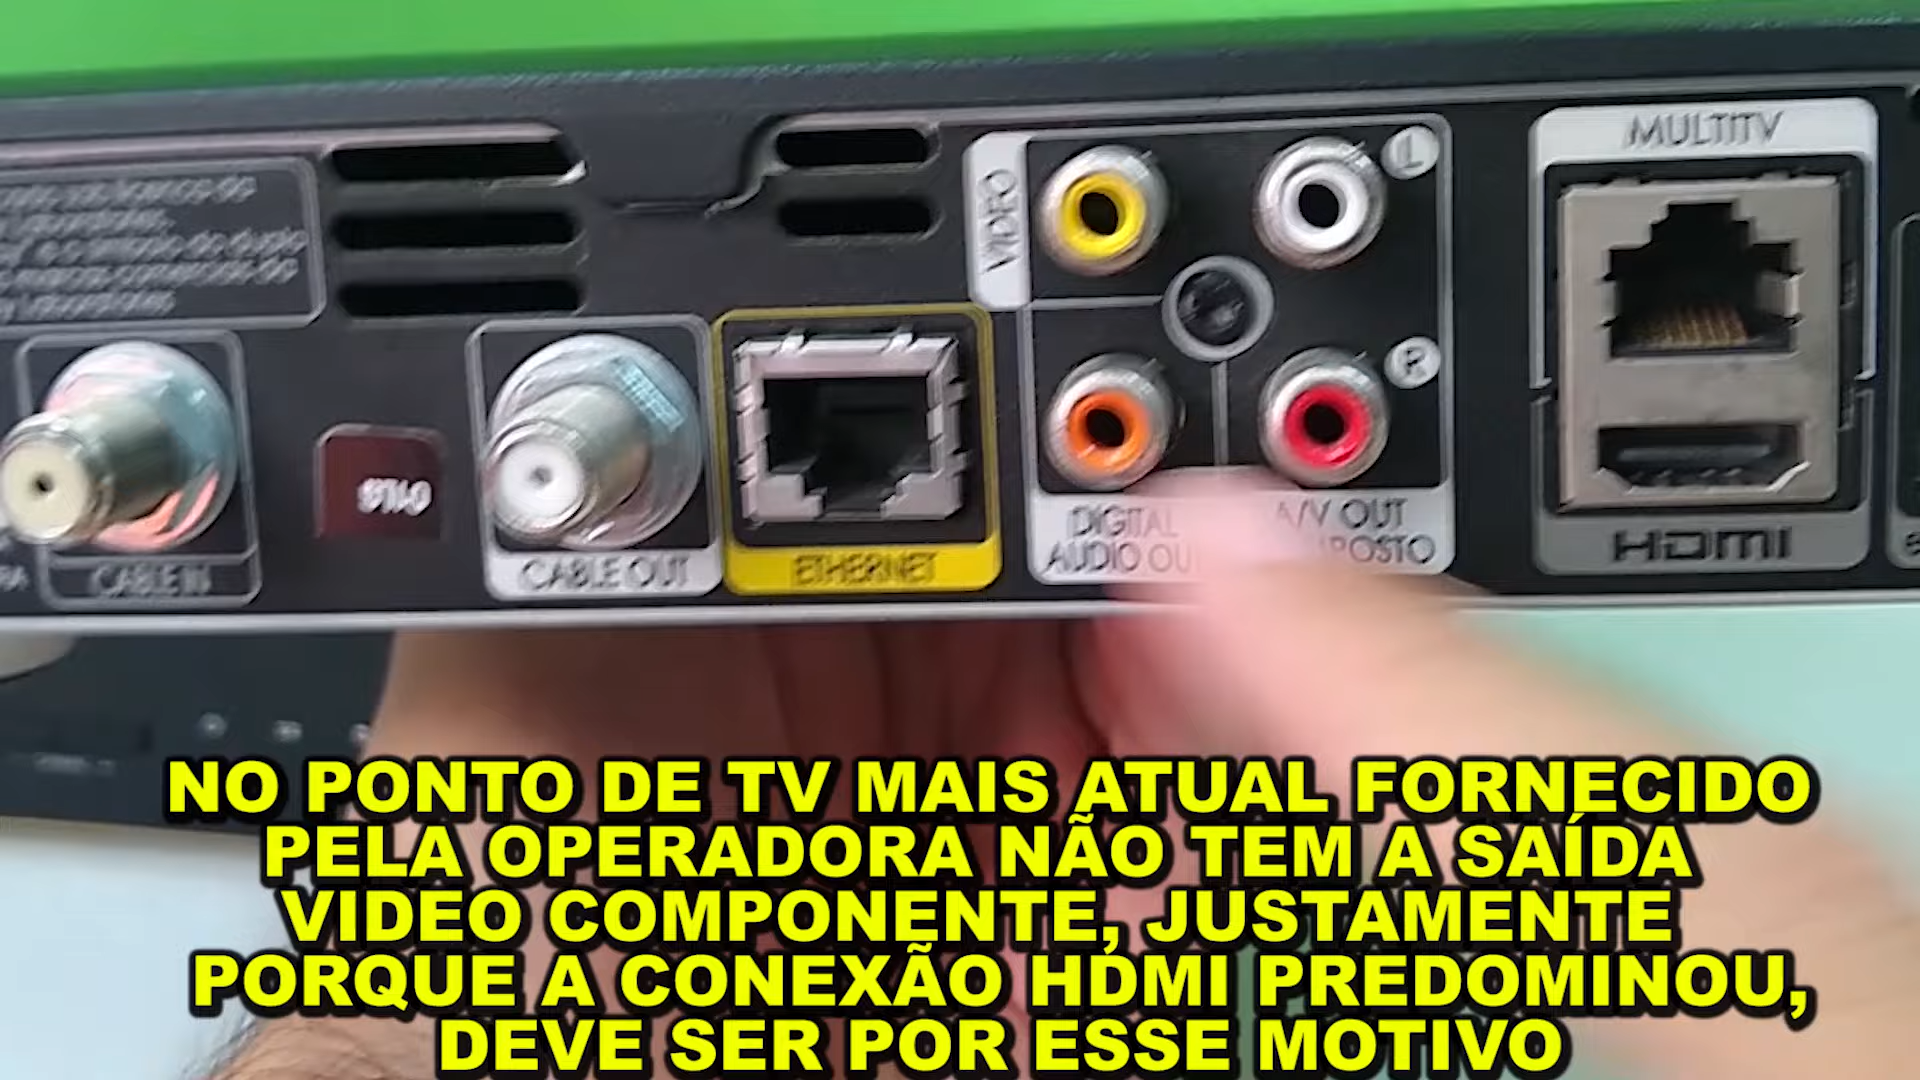 MULTITV
L
VIDEO
R
DIGITAL
A/V OUT
AUDIO
HDMI
CABLE IN
CABLE OUT
ETHERNET
NO PONTO DE TV MAIS ATUAL FORNECIDO
PELA OPERADORA NÃO TEM A SAÍDA
VIDEO COMPONENTE, JUSTAMENTE
PORQUE A CONEXÃO HDMI PREDOMINOU,
DEVE SER POR ESSE MOTIVO